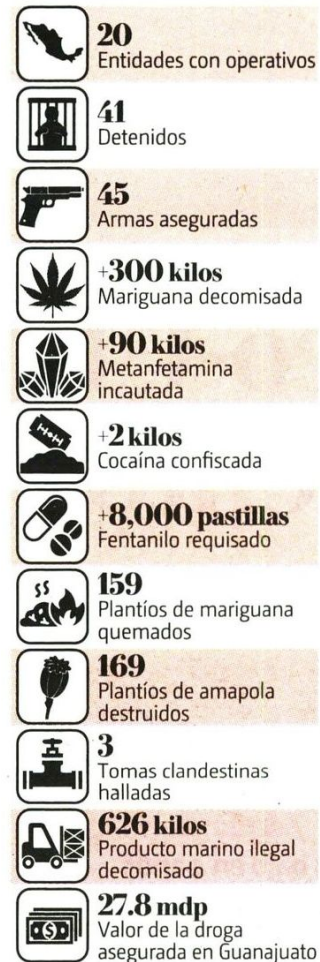 20
Entidades con operativos
41
Detenidos
45
Armas aseguradas
+300 kilos
Mariguana decomisada
+90 kilos
Metanfetamina
incautada
+2 kilos
Cocaína confiscada
+8,000 pastillas
Fentanilo requisado
159
Plantíos de mariguana
quemados
169
Plantíos de amapola
destruidos
3
Tomas clandestinas
halladas
626 kilos
Producto marino ilegal
decomisado
27.8 mdp
Valor de la droga
asegurada en Guanajuato